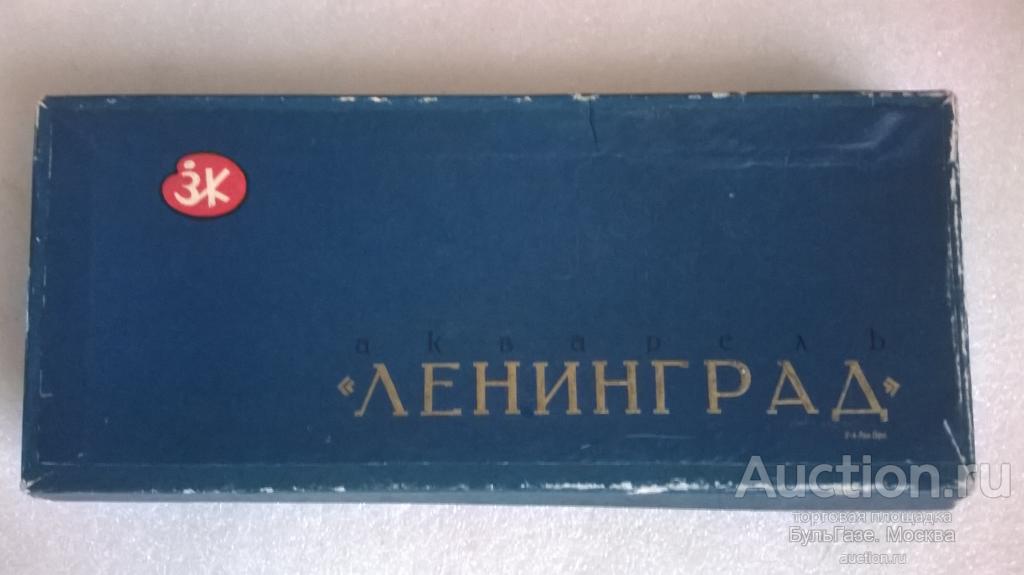 ЗК
акварель
«ЛЕНИНГРАД»
Auction.ru
торговая площадка
БульГазе. Москва
auction.ru